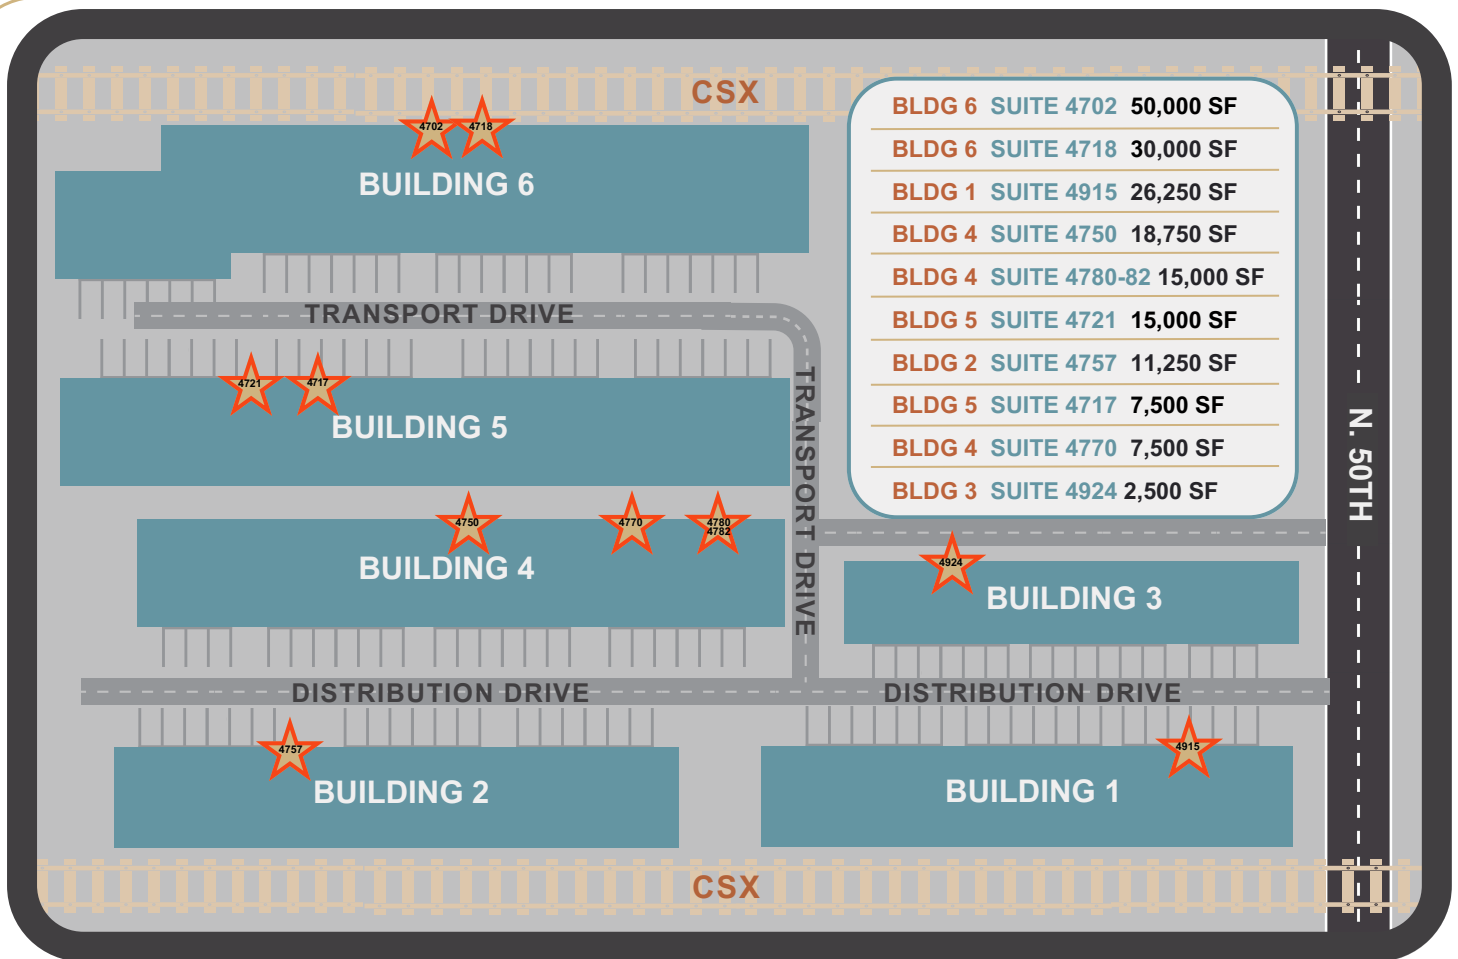 CSX
4702
4718
BUILDING 6
BLDG 6 SUITE 4702 50,000 SF
BLDG 6 SUITE 4718 30,000 SF
BLDG 1 SUITE 4915 26,250 SF
BLDG 4 SUITE 4750 18,750 SF
BLDG 4 SUITE 4780-82 15,000 SF
BLDG 5 SUITE 4721 15,000 SF
BLDG 2 SUITE 4757 11,250 SF
BLDG 5 SUITE 4717 7,500 SF
BLDG 4 SUITE 4770 7,500 SF
BLDG 3 SUITE 4924 2,500 SF
TRANSPORT DRIVE
4721
4717
BUILDING 5
TRANSPORT DRIVE
N. 50TH
4750
4770
4780
4782
BUILDING 4
4924
BUILDING 3
DISTRIBUTION DRIVE
DISTRIBUTION DRIVE
4757
BUILDING 2
4915
BUILDING 1
CSX